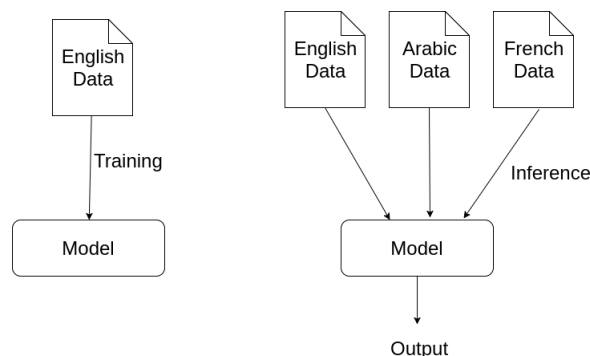 English
Data
Training
Model
English
Data
Arabic
Data
French
Data
Inference
Model
Output